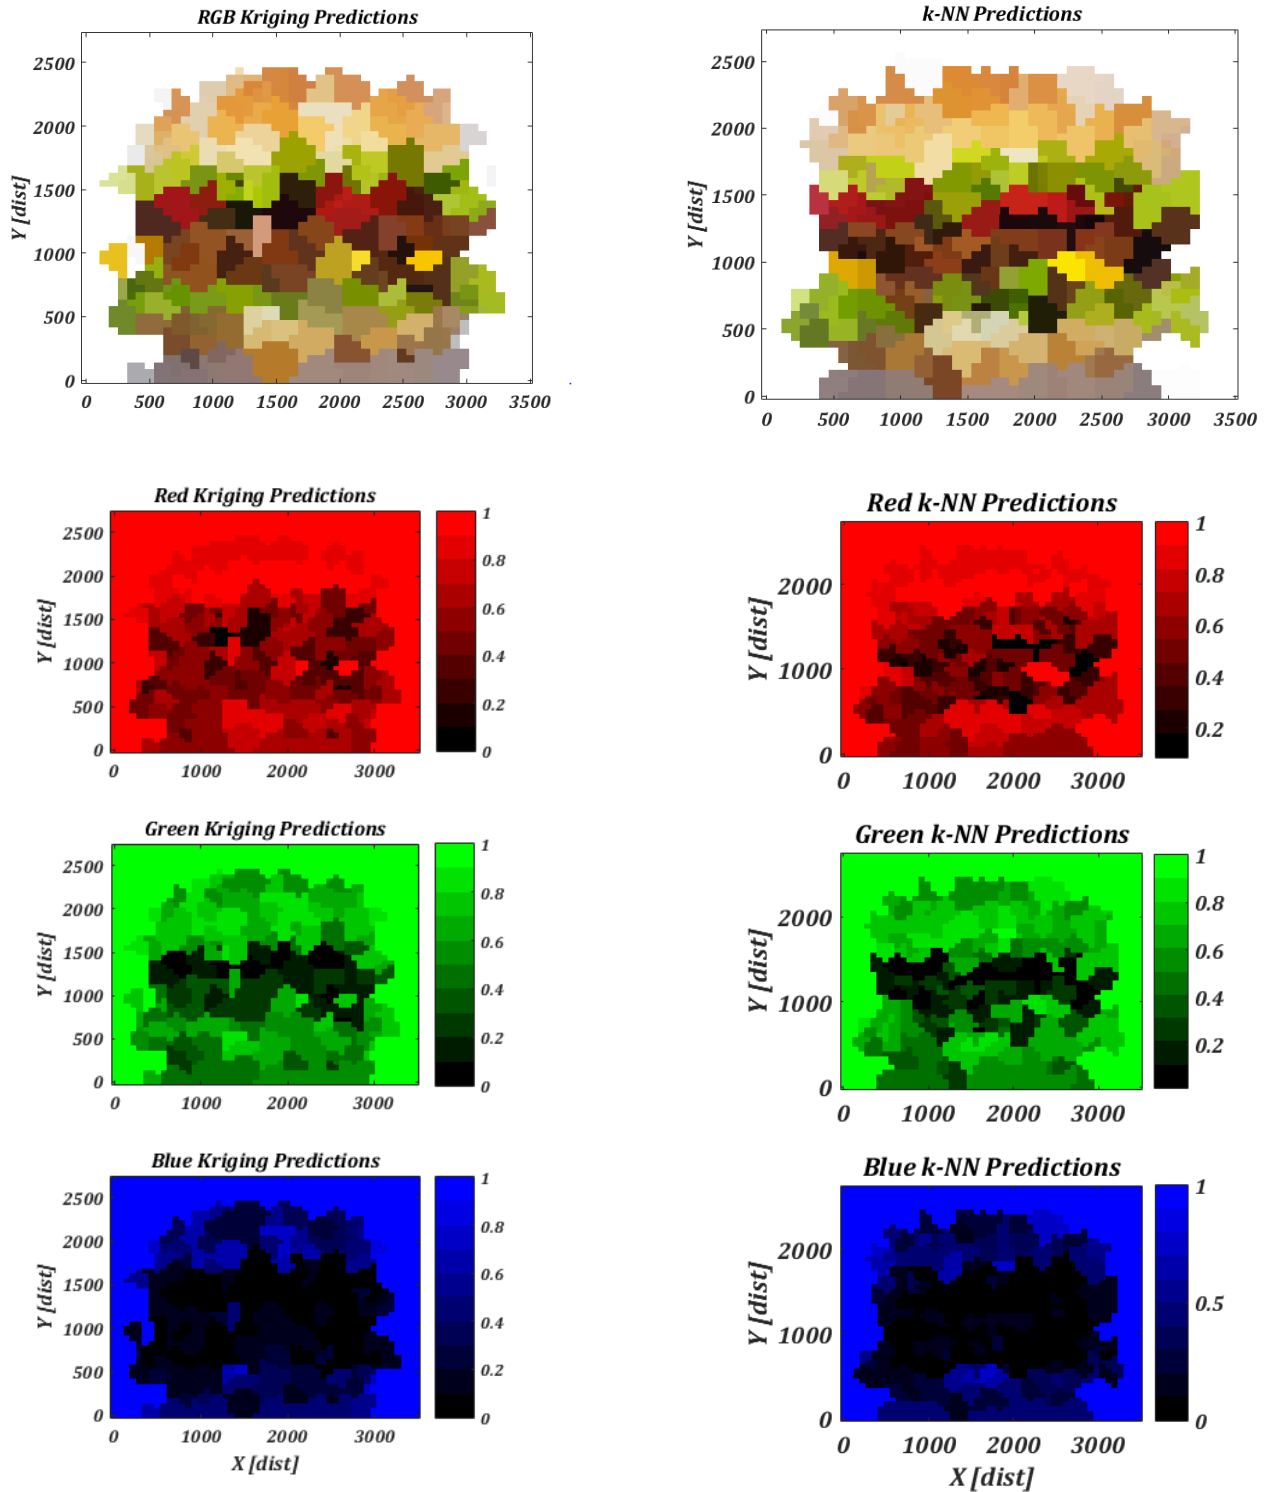 RGB Kriging Predictions
2500
2000
1500
1000
500
0
Y [dist]
0 500 1000 1500 2000 2500 3000 3500
k-NN Predictions
2500
2000
1500
1000
500
0
Y [dist]
0 500 1000 1500 2000 2500 3000 3500
Red Kriging Predictions
2500
2000
1500
1000
500
0
Y [dist]
0 1000 2000 3000
1
0.8
0.6
0.4
0.2
0
Red k-NN Predictions
2000
1000
0
Y [dist]
0 1000 2000 3000
1
0.8
0.6
0.4
0.2
Green Kriging Predictions
2500
2000
1500
1000
500
0
Y [dist]
0 1000 2000 3000
1
0.8
0.6
0.4
0.2
0
Green k-NN Predictions
2000
1000
0
Y [dist]
0 1000 2000 3000
1
0.8
0.6
0.4
0.2
Blue Kriging Predictions
2500
2000
1500
1000
500
0
Y [dist]
0 1000 2000 3000
X [dist]
1
0.8
0.6
0.4
0.2
0
Blue k-NN Predictions
2000
1000
0
Y [dist]
0 1000 2000 3000
X [dist]
1
0.5
0